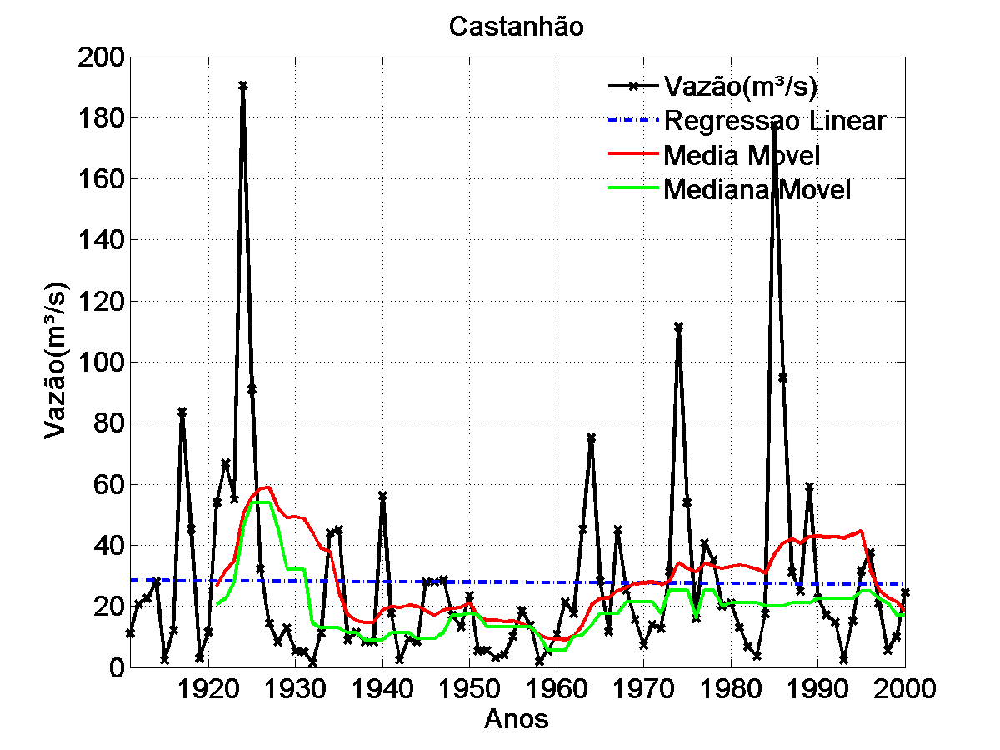 Castanhão
200
180
160
140
120
100
80
60
40
20
0
Vazão(m³/s)
Vazão(m³/s)
Regressao Linear
Media Movel
Mediana Movel
1920 1930 1940 1950 1960 1970 1980 1990 2000
Anos